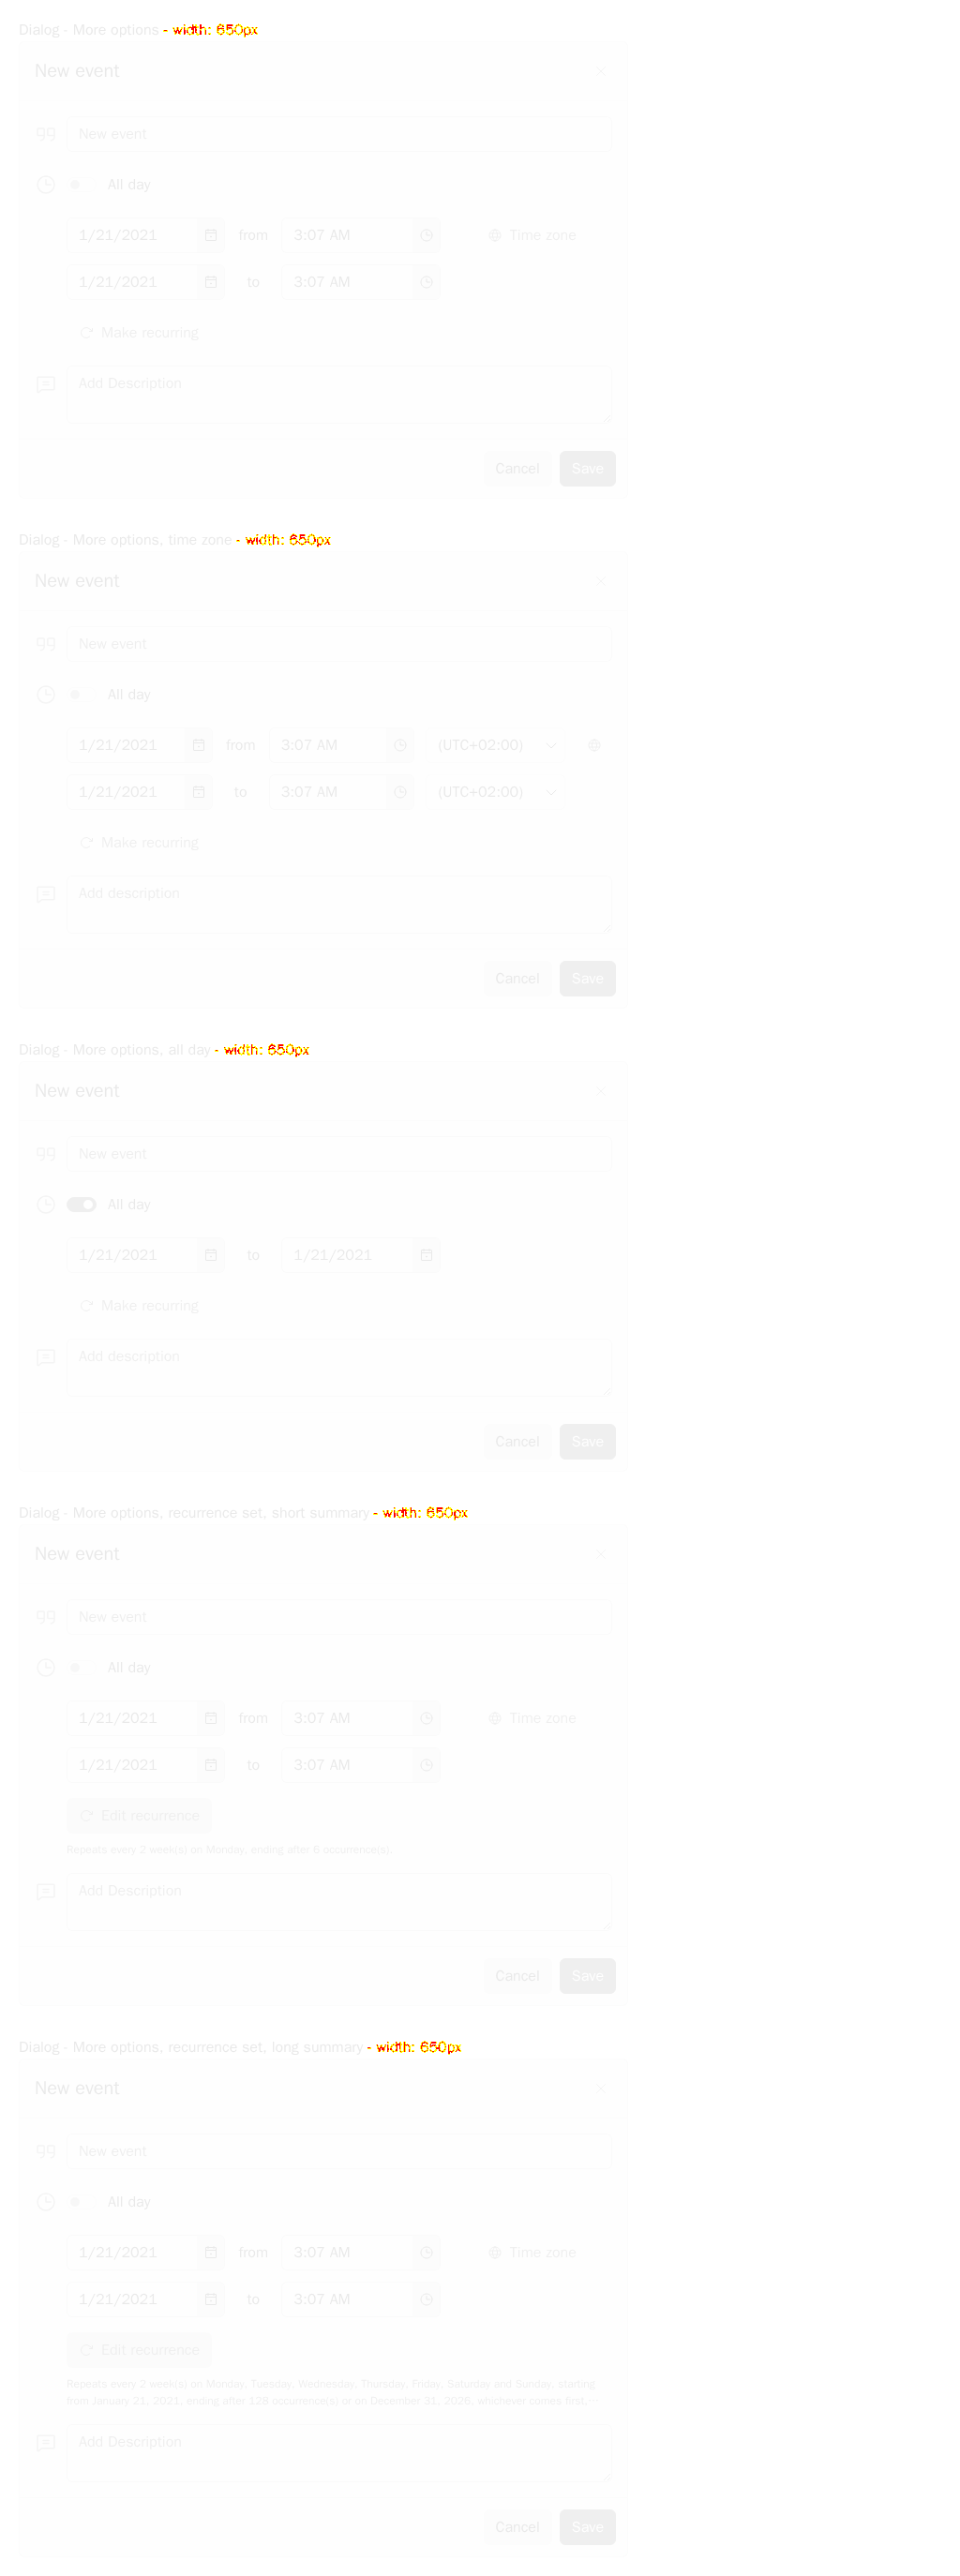 Dialog - More options - width: 650px
New event
New event
All day
1/21/2021 from 3:07 AM Time zone
1/21/2021 to 3:07 AM
Make recurring
Add Description
Cancel Save
Dialog - More options, time zone - width: 650px
New event
New event
All day
1/21/2021 from 3:07 AM (UTC+02:00)
1/21/2021 to 3:07 AM (UTC+02:00)
Make recurring
Add description
Cancel Save
Dialog - More options, all day - width: 650px
New event
New event
All day
1/21/2021 to 1/21/2021
Make recurring
Add description
Cancel Save
Dialog - More options, recurrence set, short summary - width: 650px
New event
New event
All day
1/21/2021 from 3:07 AM Time zone
1/21/2021 to 3:07 AM
Edit recurrence
Repeats every 2 week(s) on Monday, ending after 6 occurrence(s).
Add Description
Cancel Save
Dialog - More options, recurrence set, long summary - width: 650px
New event
New event
All day
1/21/2021 from 3:07 AM Time zone
1/21/2021 to 3:07 AM
Edit recurrence
Repeats every 2 week(s) on Monday, Tuesday, Wednesday, Thursday, Friday, Saturday and Sunday, starting
from January 21, 2021, ending after 128 occurrence(s) or on December 31, 2026, whichever comes first.
Add Description
Cancel Save